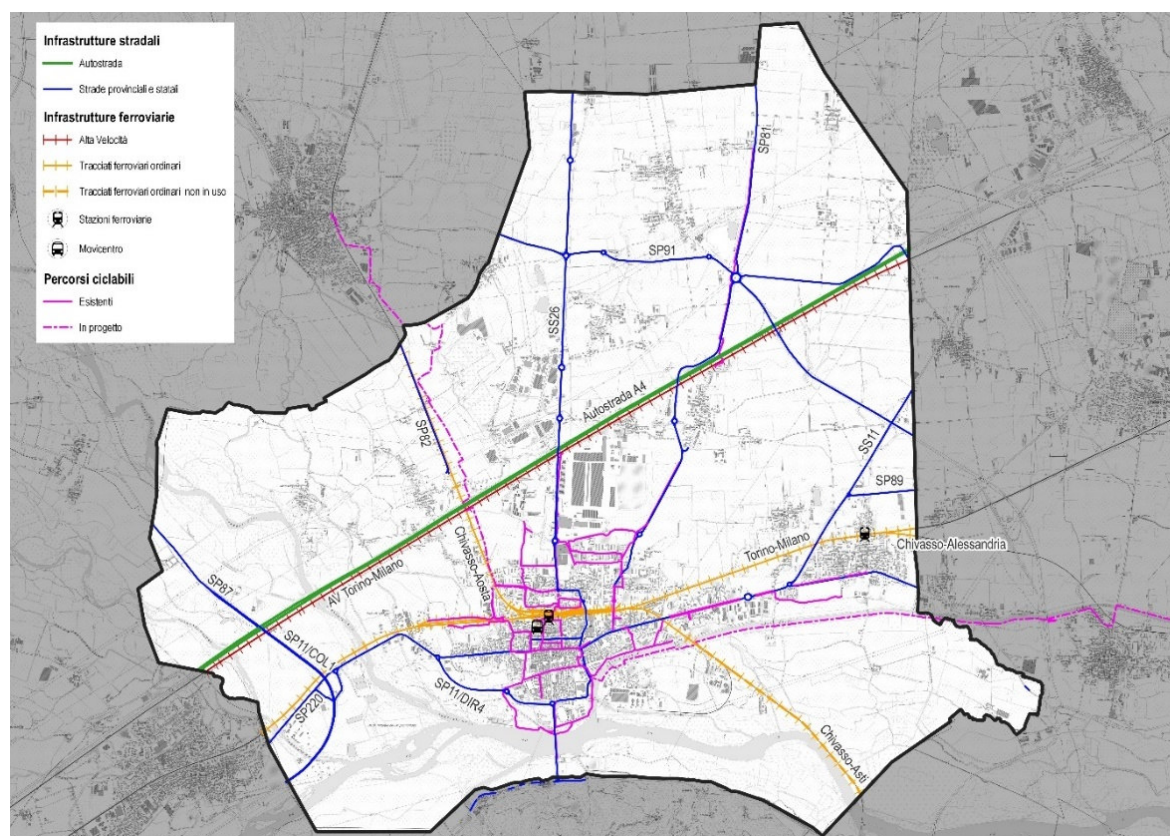 Infrastrutture stradali
Autostrada
Strade provinciali e statali
Infrastrutture ferroviarie
Alta Velocità
Tracciati ferroviari ordinari
Tracciati ferroviari ordinari non in uso
Stazioni ferroviarie
Movicentro
Percorsi ciclabili
Esistenti
In progetto
SP81
SP91
SS26
Autostrada A4
SP82
SS11
SP89
Chivasso-Aosta
Torino-Milano
Chivasso-Alessandria
AV Torino-Milano
SP87
SP11/COL1
SP220
SP11/DIR4
Chivasso-Asti